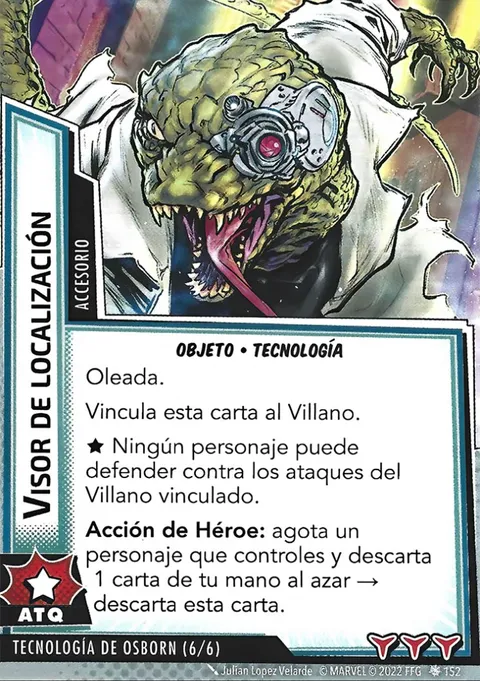 VISOR DE LOCALIZACIÓN
ACCESORIO
OBJETO • TECNOLOGÍA
Oleada.
Vincula esta carta al Villano.
★ Ningún personaje puede
defender contra los ataques del
Villano vinculado.
Acción de Héroe: agota un
personaje que controles y descarta
1 carta de tu mano al azar →
descarta esta carta.
ATQ
TECNOLOGÍA DE OSBORN (6/6)
Julian Lopez Velarde © MARVEL © 2022 FFG 152